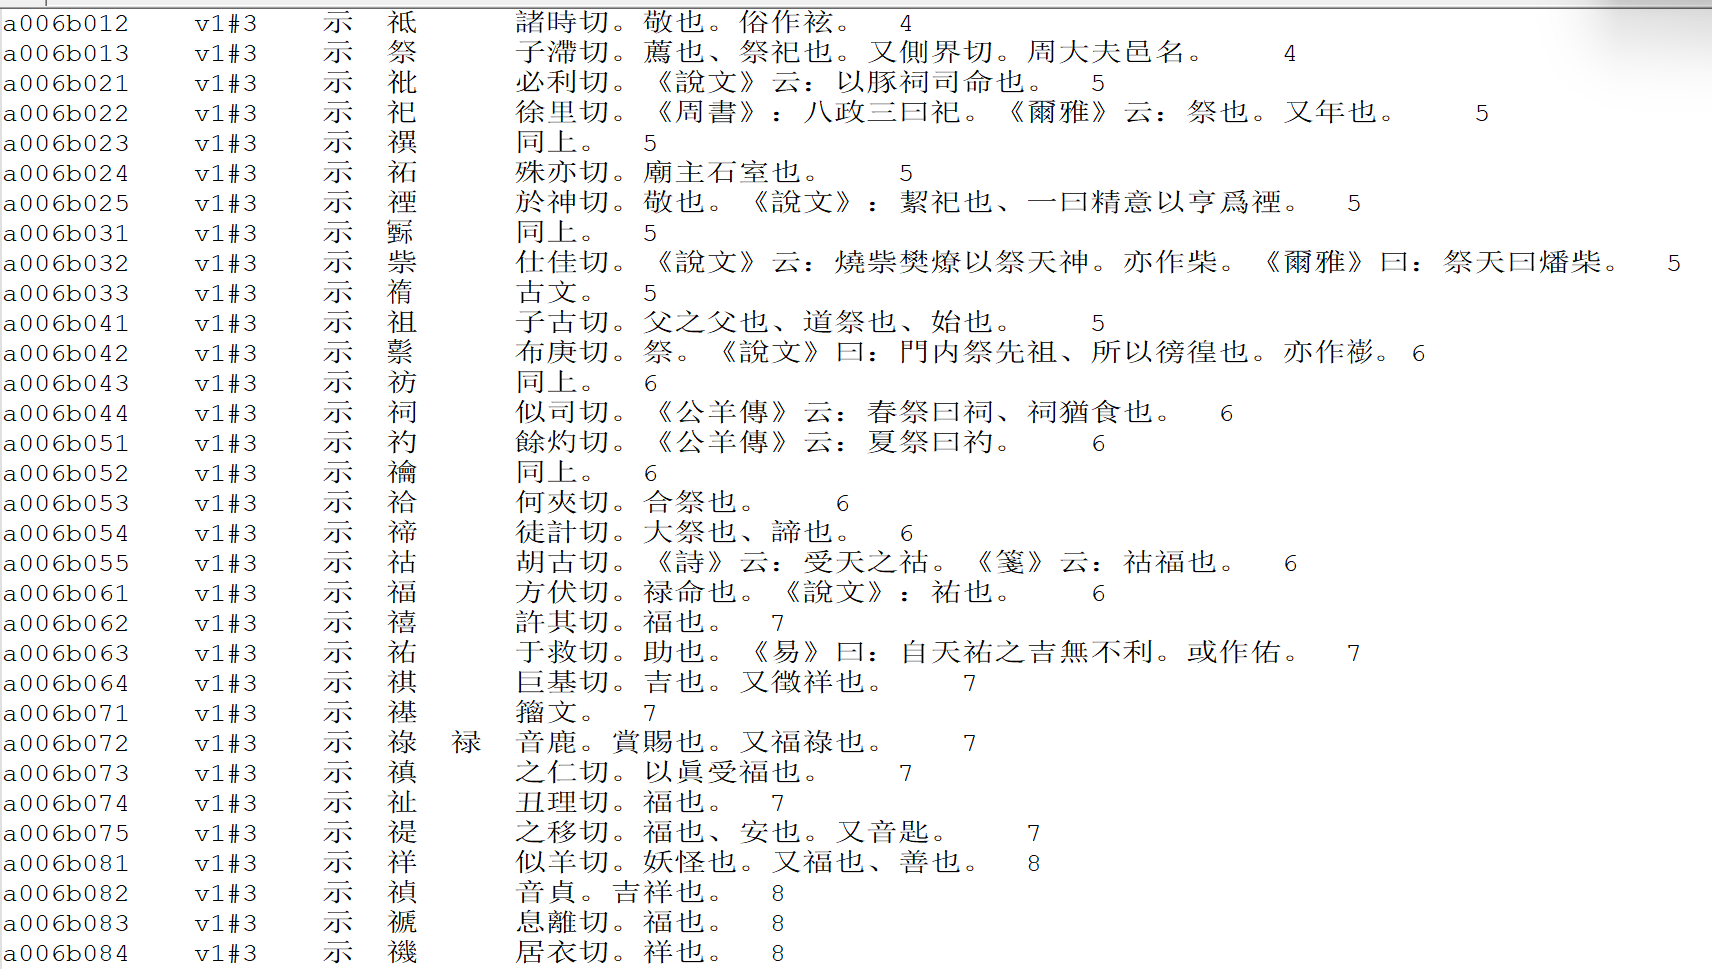 a006b012 v1#3 示 祗 諸時切。敬也。俗作祫。 4
a006b013 v1#3 示 祭 子滯切。薦也、祭祀也。又側界切。周大夫邑名。 4
a006b021 v1#3 示 祉 必利切。《說文》云：以豚祠司命也。 5
a006b022 v1#3 示 祀 徐里切。《周書》：八政三曰祀。《爾雅》云：祭也。又年也。 5
a006b023 v1#3 示 禩 同上。 5
a006b024 v1#3 示 祏 殊亦切。廟主石室也。 5
a006b025 v1#3 示 禋 於神切。敬也。《說文》：絜祀也、一曰精意以亨爲禋。 5
a006b031 v1#3 示 同上。 5
a006b032 v1#3 示 祡 仕佳切。《說文》云：燒祡樊燎以祭天神。亦作柴。《爾雅》曰：祭天曰燔柴。 5
a006b033 v1#3 示 古文。 5
a006b041 v1#3 示 祖 子古切。父之父也、道祭也、始也。 5
a006b042 v1#3 示 布庚切。祭。《說文》曰：門内祭先祖、所以徬徨也。亦作𥛱。 6
a006b043 v1#3 示 祊 同上。 6
a006b044 v1#3 示 祠 似司切。《公羊傳》云：春祭曰祠、祠猶食也。 6
a006b051 v1#3 示 礿 餘灼切。《公羊傳》云：夏祭曰礿。 6
a006b052 v1#3 示 禴 同上。 6
a006b053 v1#3 示 祫 何夾切。合祭也。 6
a006b054 v1#3 示 禘 徒計切。大祭也、諦也。 6
a006b055 v1#3 示 祜 胡古切。《詩》云：受天之祜。《箋》云：祜福也。 6
a006b061 v1#3 示 福 方伏切。禄命也。《說文》：祐也。 6
a006b062 v1#3 示 禧 許其切。福也。 7
a006b063 v1#3 示 祐 于救切。助也。《易》曰：自天祐之吉無不利。或作佑。 7
a006b064 v1#3 示 祺 巨基切。吉也。又徵祥也。 7
a006b071 v1#3 示 禥 籀文。 7
a006b072 v1#3 示 祿 禄 音鹿。賞賜也。又福祿也。 7
a006b073 v1#3 示 禛 之仁切。以眞受福也。 7
a006b074 v1#3 示 祉 丑理切。福也。 7
a006b075 v1#3 示 禔 之移切。福也、安也。又音匙。 7
a006b081 v1#3 示 祥 似羊切。妖怪也。又福也、善也。 8
a006b082 v1#3 示 禎 音貞。吉祥也。 8
a006b083 v1#3 示 禠 息離切。福也。 8
a006b084 v1#3 示 禨 居衣切。祥也。 8